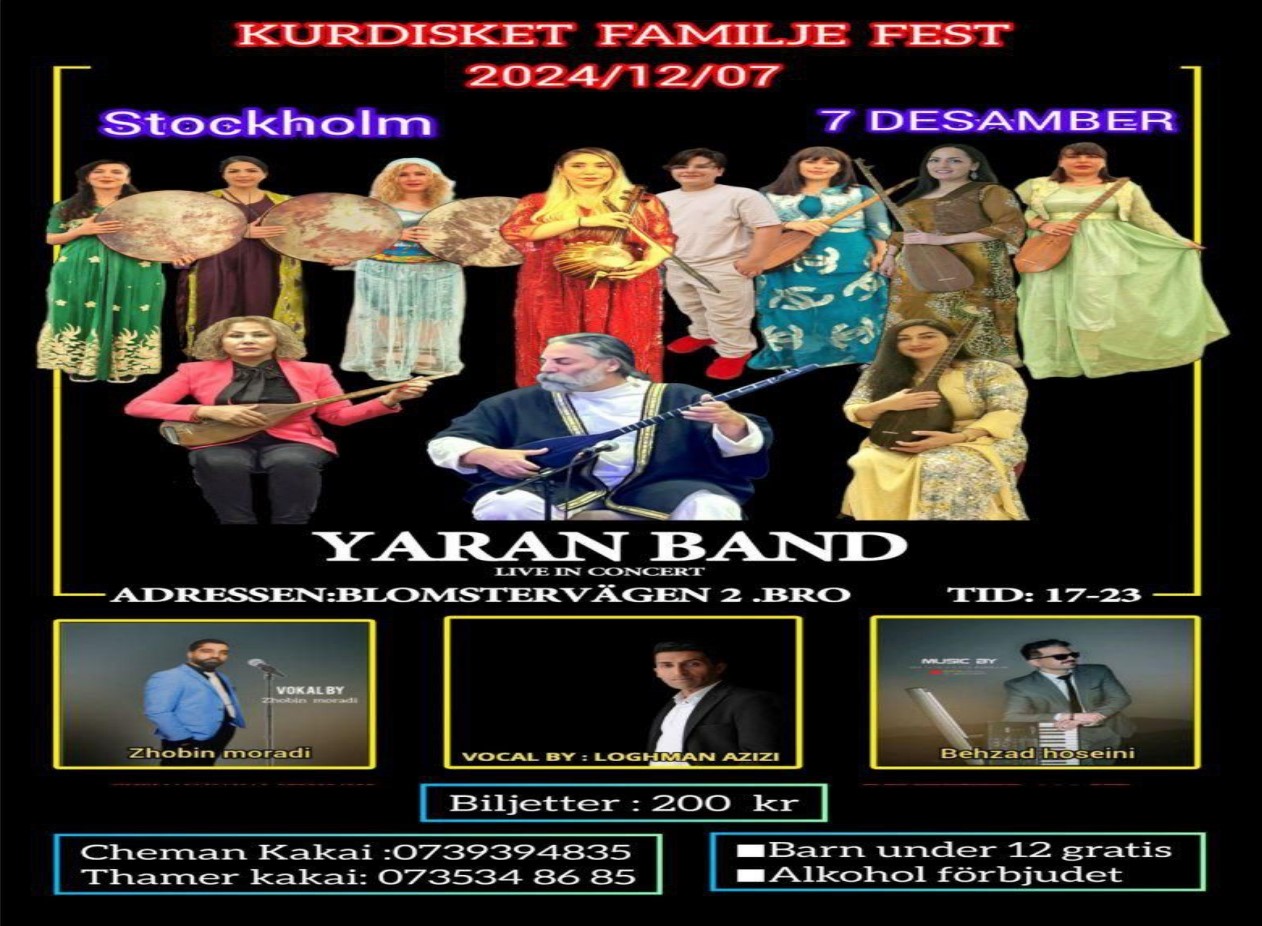 KURDISKET FAMILJE FEST
2024/12/07
Stockholm
7 DESAMBER
YARAN BAND
LIVE IN CONCERT
ADRESSEN:BLOMSTERVÄGEN 2 .BRO
TID: 17-23
VOKAL BY
Zhobin moradi
Zhobin moradi
VOCAL BY : LOGHMAN AZIZI
MUSIC BY
Behzad hoseini
Biljetter : 200 kr
Cheman Kakai :0739394835
Thamer kakai: 073534 86 85
Barn under 12 gratis
Alkohol förbjudet